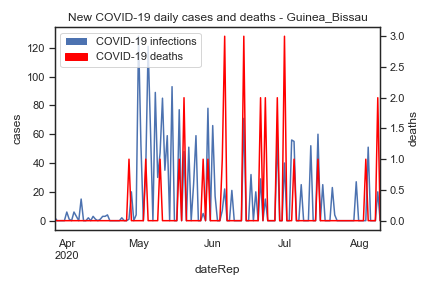 New COVID-19 daily cases and deaths - Guinea_Bissau
COVID-19 infections
COVID-19 deaths
cases
120
100
80
60
40
20
0
deaths
3.0
2.5
2.0
1.5
1.0
0.5
0.0
Apr
2020
May
Jun
Jul
Aug
dateRep